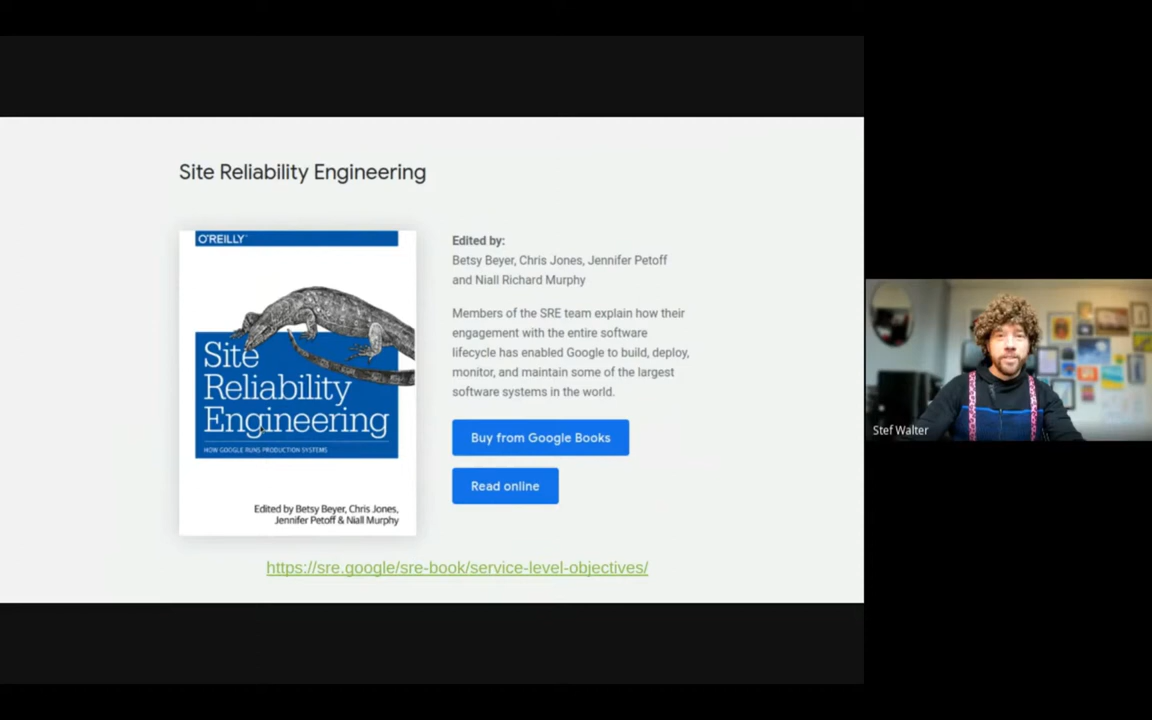 Site Reliability Engineering
O'REILLY
Site
Reliability
Engineering
HOW GOOGLE RUNS PRODUCTION SYSTEMS
Edited by Betsy Beyer, Chris Jones,
Jennifer Petoff & Niall Murphy
Edited by:
Betsy Beyer, Chris Jones, Jennifer Petoff
and Niall Richard Murphy
Members of the SRE team explain how their
engagement with the entire software
lifecycle has enabled Google to build, deploy,
monitor, and maintain some of the largest
software systems in the world.
Buy from Google Books
Read online
https://sre.google/sre-book/service-level-objectives/
Stef Walter